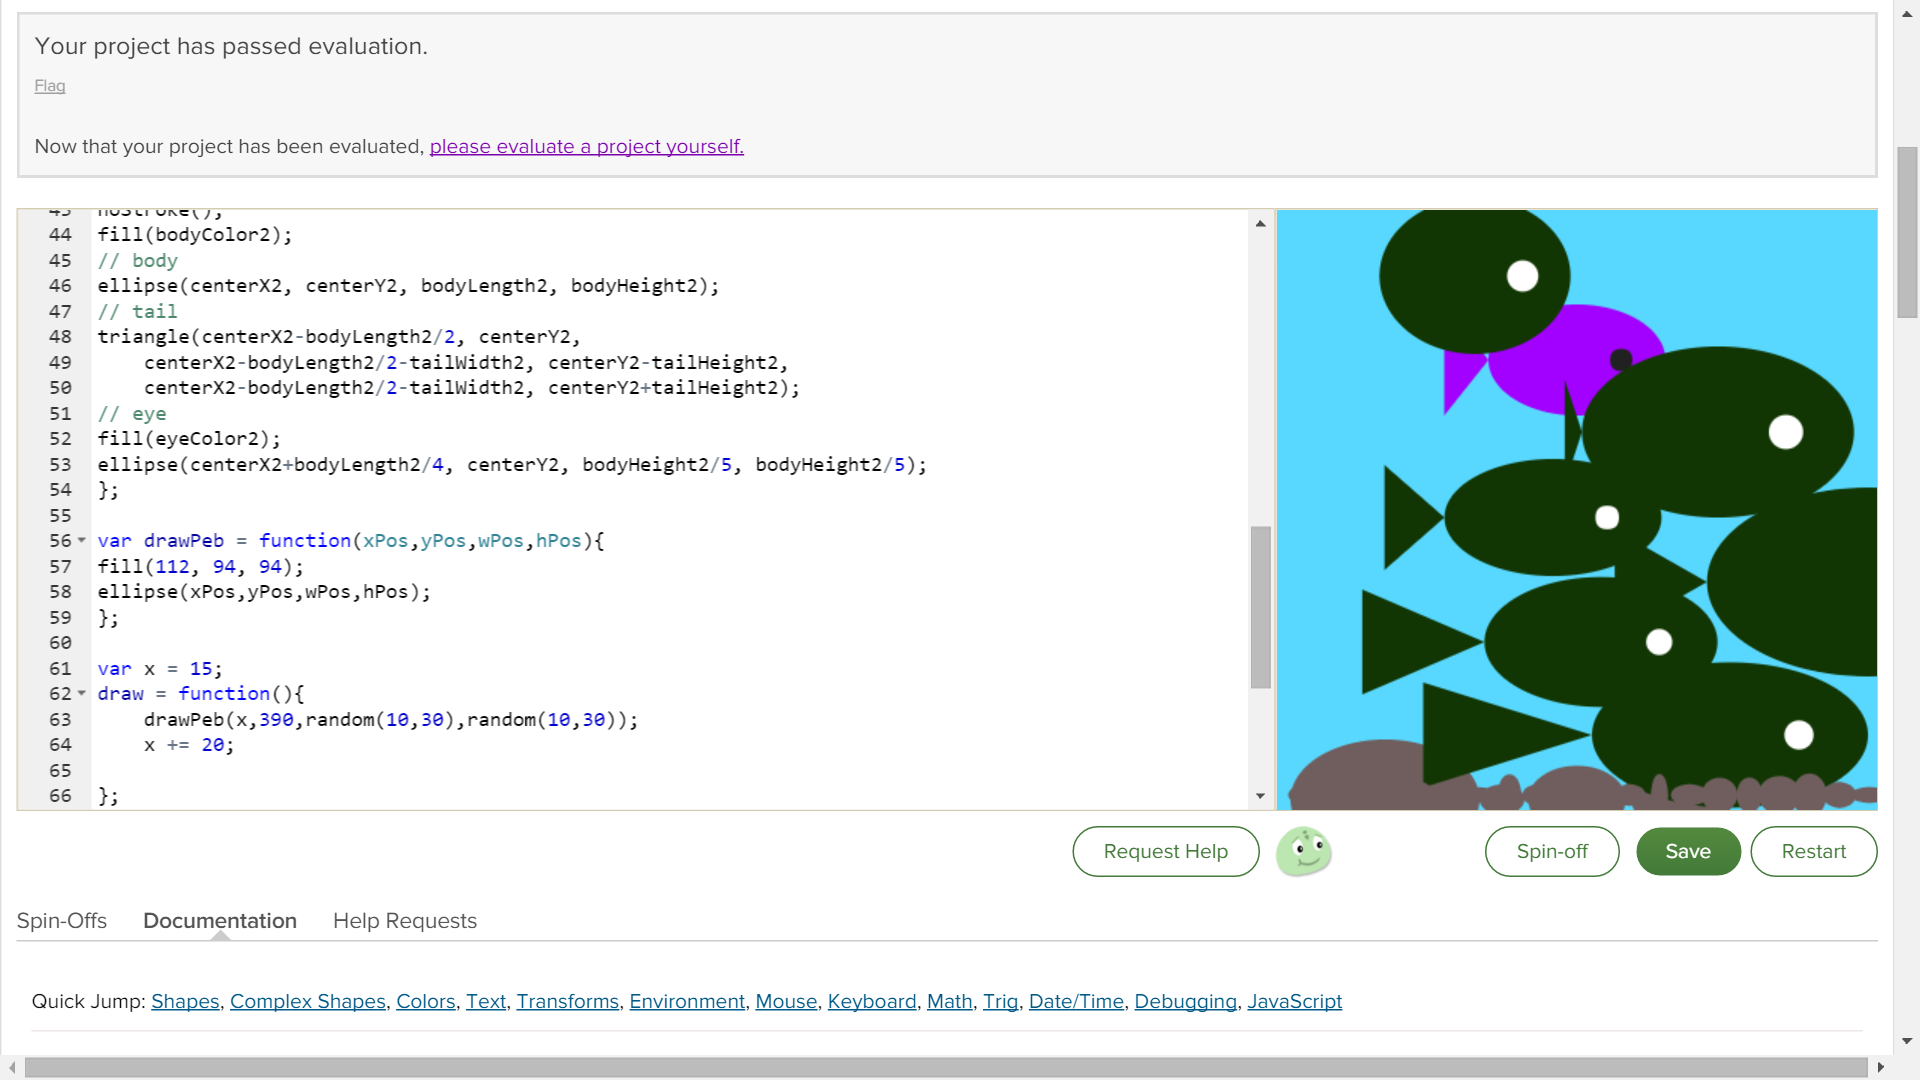 Your project has passed evaluation.
Flag
Now that your project has been evaluated, please evaluate a project yourself.
43 noStroke();
44 fill(bodyColor2);
45 // body
46 ellipse(centerX2, centerY2, bodyLength2, bodyHeight2);
47 // tail
48 triangle(centerX2-bodyLength2/2, centerY2,
49     centerX2-bodyLength2/2-tailWidth2, centerY2-tailHeight2,
50     centerX2-bodyLength2/2-tailWidth2, centerY2+tailHeight2);
51 // eye
52 fill(eyeColor2);
53 ellipse(centerX2+bodyLength2/4, centerY2, bodyHeight2/5, bodyHeight2/5);
54 };
55
56 var drawPeb = function(xPos,yPos,wPos,hPos){
57 fill(112, 94, 94);
58 ellipse(xPos,yPos,wPos,hPos);
59 };
60
61 var x = 15;
62 draw = function(){
63     drawPeb(x,390,random(10,30),random(10,30));
64     x += 20;
65
66 };
Request Help
Spin-off
Save
Restart
Spin-Offs Documentation Help Requests
Quick Jump: Shapes, Complex Shapes, Colors, Text, Transforms, Environment, Mouse, Keyboard, Math, Trig, Date/Time, Debugging, JavaScript